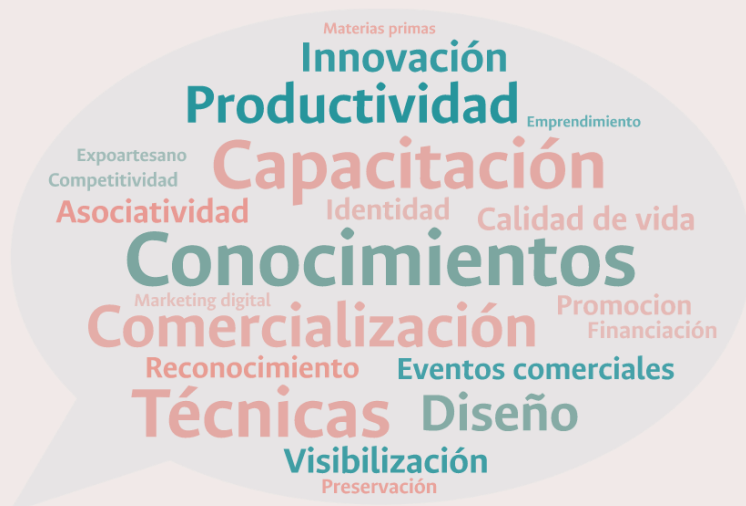 Materias primas
Innovación
Productividad
Emprendimiento
Expoartesano
Capacitación
Competitividad
Asociatividad
Identidad
Calidad de vida
Conocimientos
Marketing digital
Comercialización
Promocion
Financiación
Reconocimiento
Eventos comerciales
Técnicas
Diseño
Visibilización
Preservación